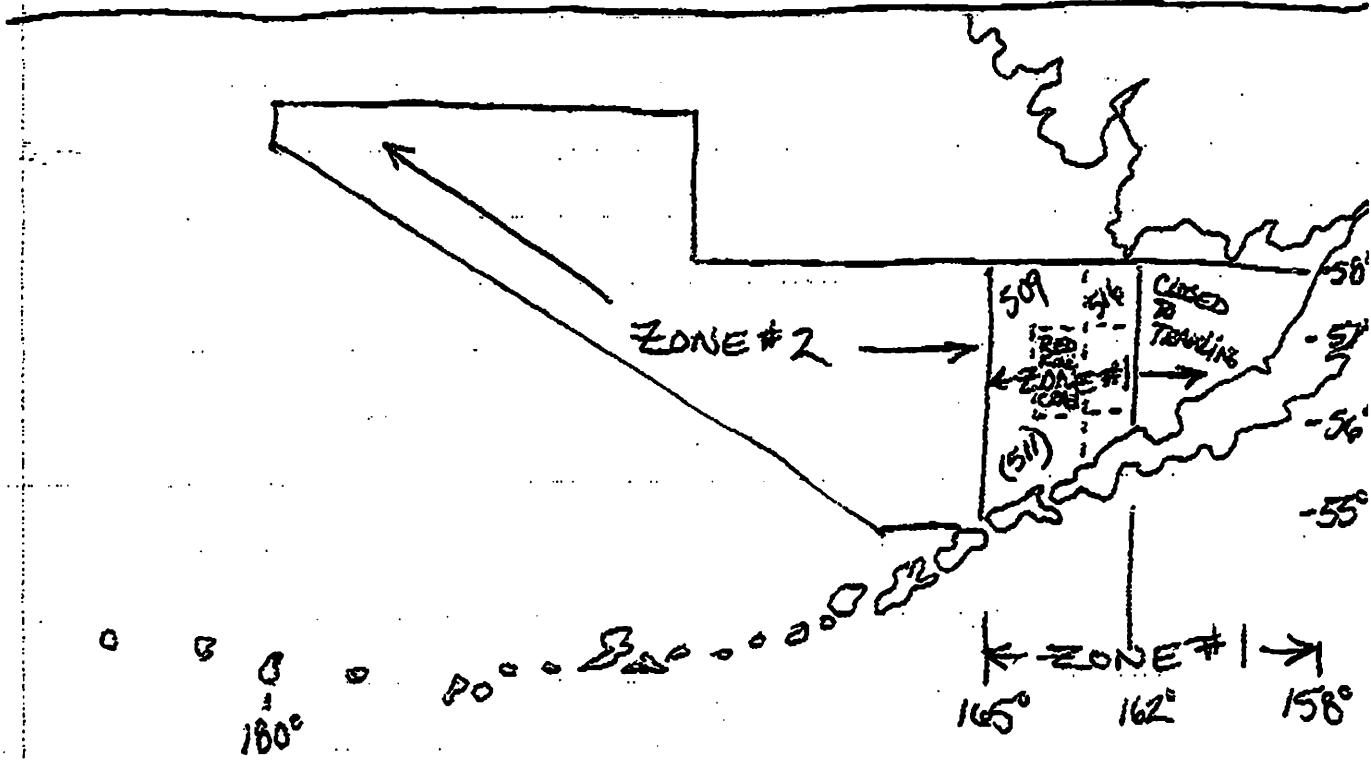 509
516
CLOSED
TO
TRAWLING
-58°
ZONE #2
RED
KING
CRAB
-57°
ZONE #1
-56°
(511)
-55°
ZONE #1
180°
165°
162°
158°